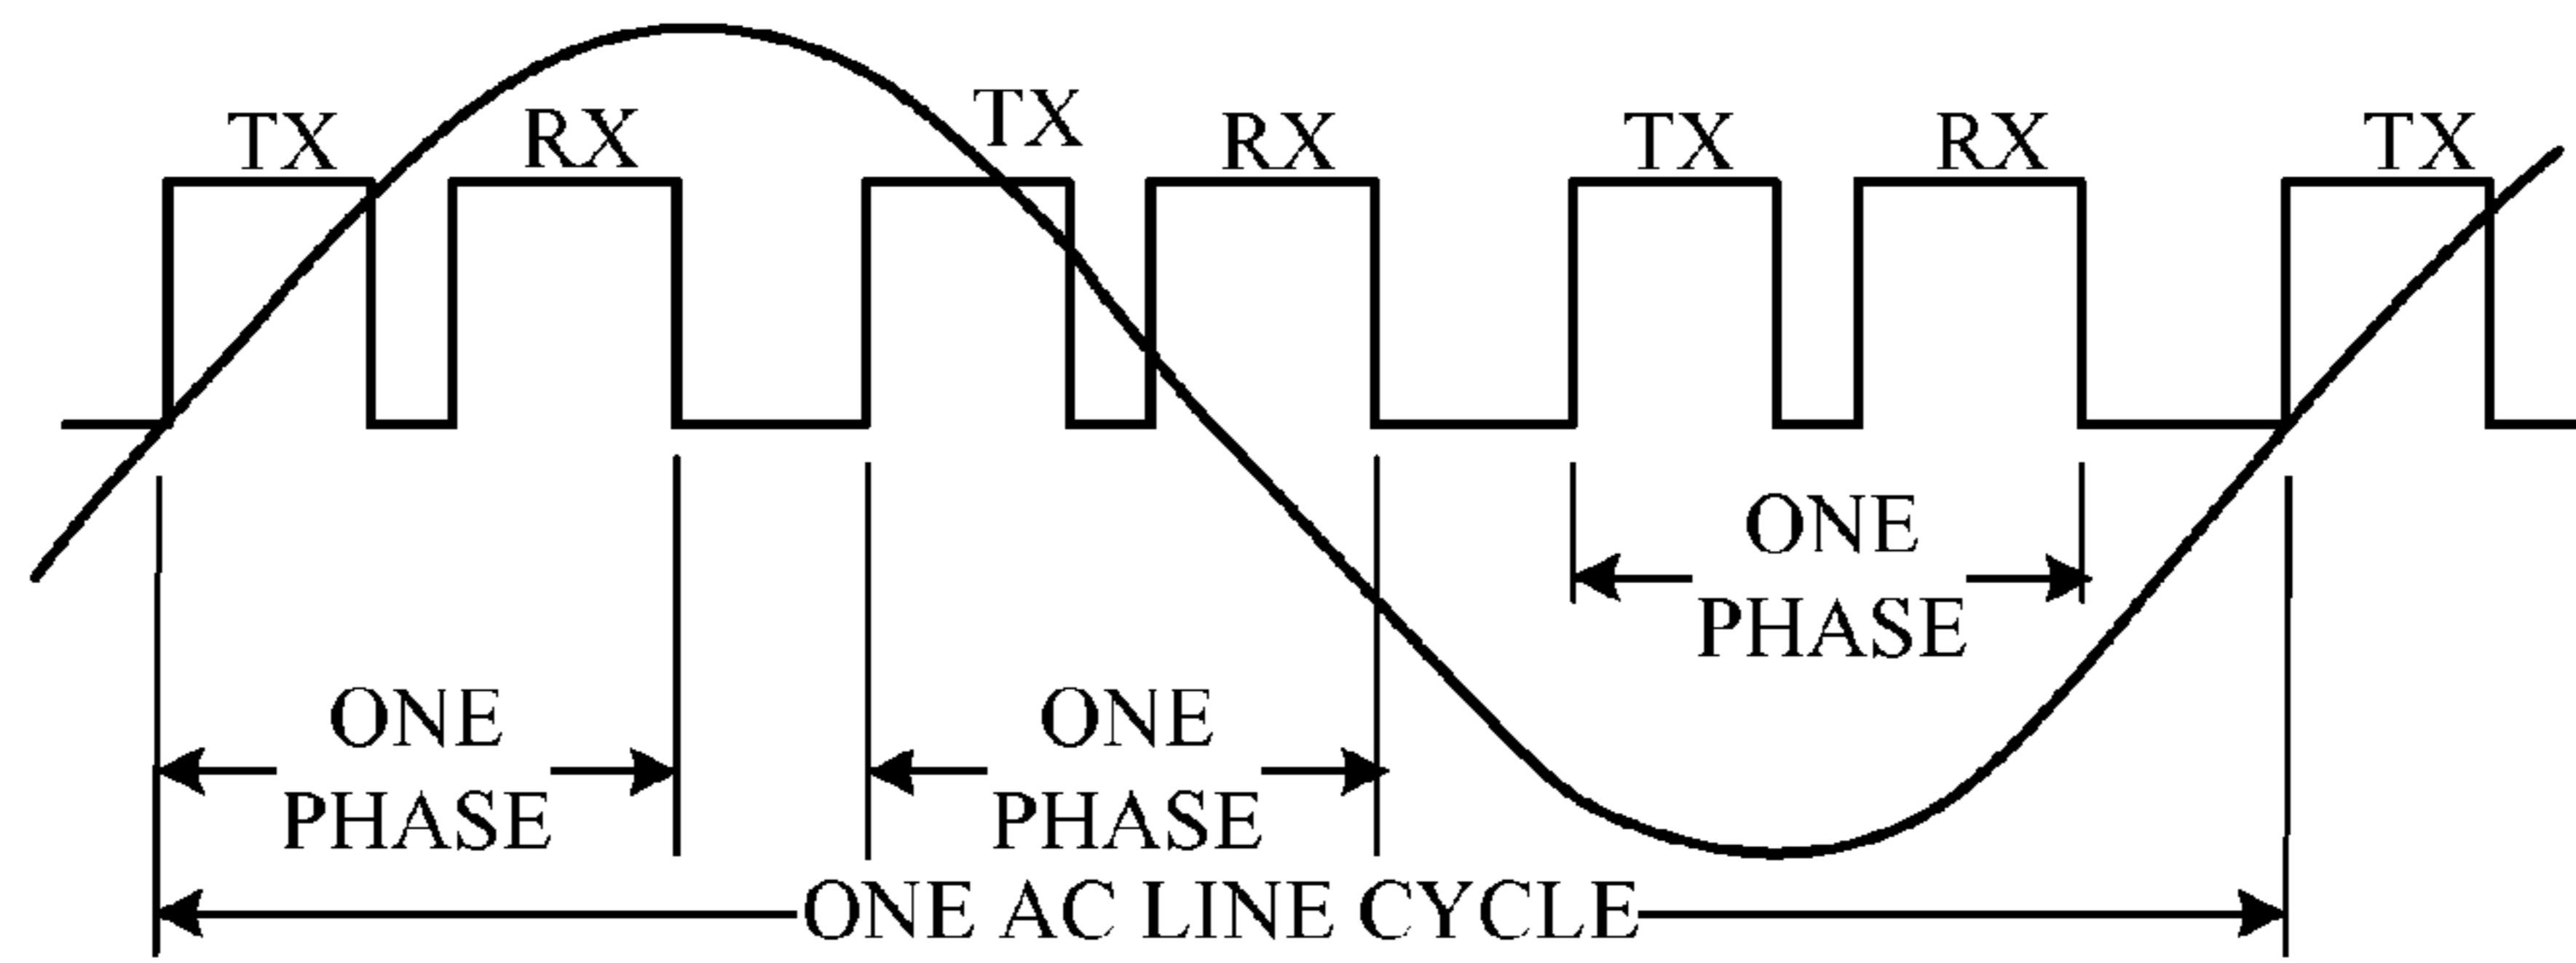 TX
RX
TX
RX
TX
RX
TX
ONE
PHASE
ONE
PHASE
ONE
PHASE
ONE AC LINE CYCLE